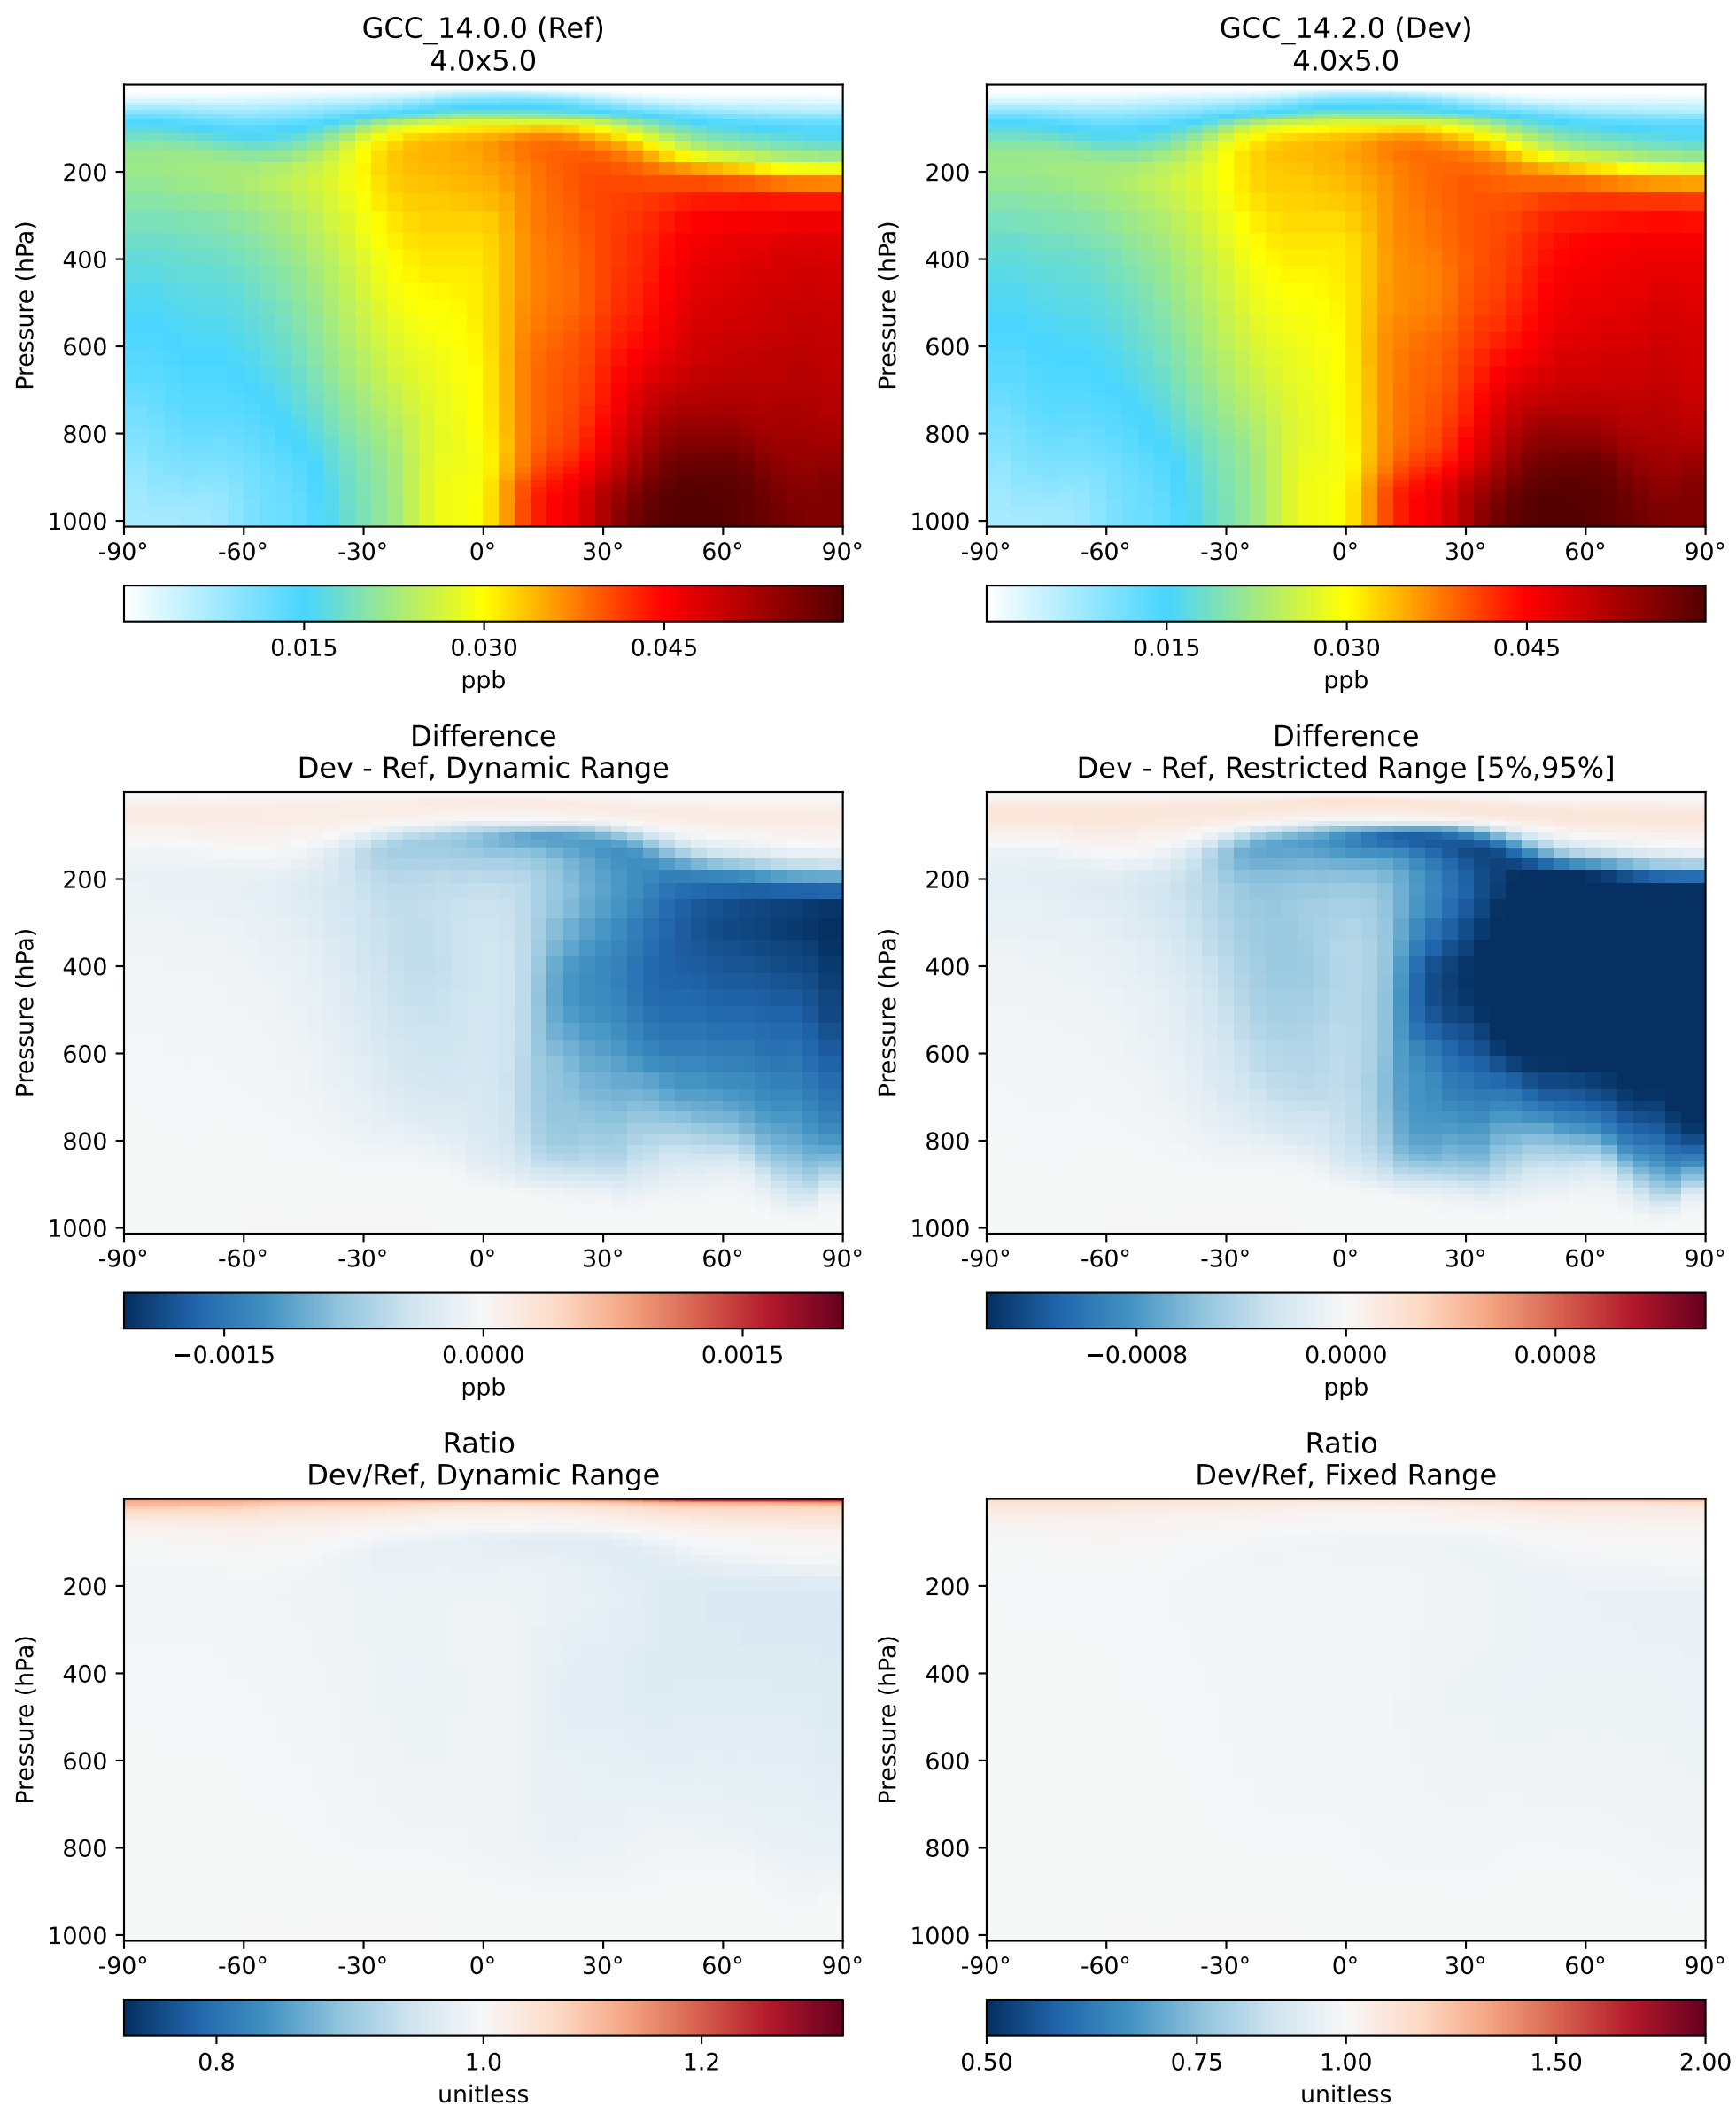 GCC_14.0.0 (Ref)
4.0x5.0
Pressure (hPa)
200
400
600
800
1000
-90° -60° -30° 0° 30° 60° 90°
0.015 0.030 0.045
ppb
GCC_14.2.0 (Dev)
4.0x5.0
Pressure (hPa)
200
400
600
800
1000
-90° -60° -30° 0° 30° 60° 90°
0.015 0.030 0.045
ppb
Difference
Dev - Ref, Dynamic Range
Pressure (hPa)
200
400
600
800
1000
-90° -60° -30° 0° 30° 60° 90°
−0.0015 0.0000 0.0015
ppb
Difference
Dev - Ref, Restricted Range [5%,95%]
Pressure (hPa)
200
400
600
800
1000
-90° -60° -30° 0° 30° 60° 90°
−0.0008 0.0000 0.0008
ppb
Ratio
Dev/Ref, Dynamic Range
Pressure (hPa)
200
400
600
800
1000
-90° -60° -30° 0° 30° 60° 90°
0.8 1.0 1.2
unitless
Ratio
Dev/Ref, Fixed Range
Pressure (hPa)
200
400
600
800
1000
-90° -60° -30° 0° 30° 60° 90°
0.50 0.75 1.00 1.50 2.00
unitless